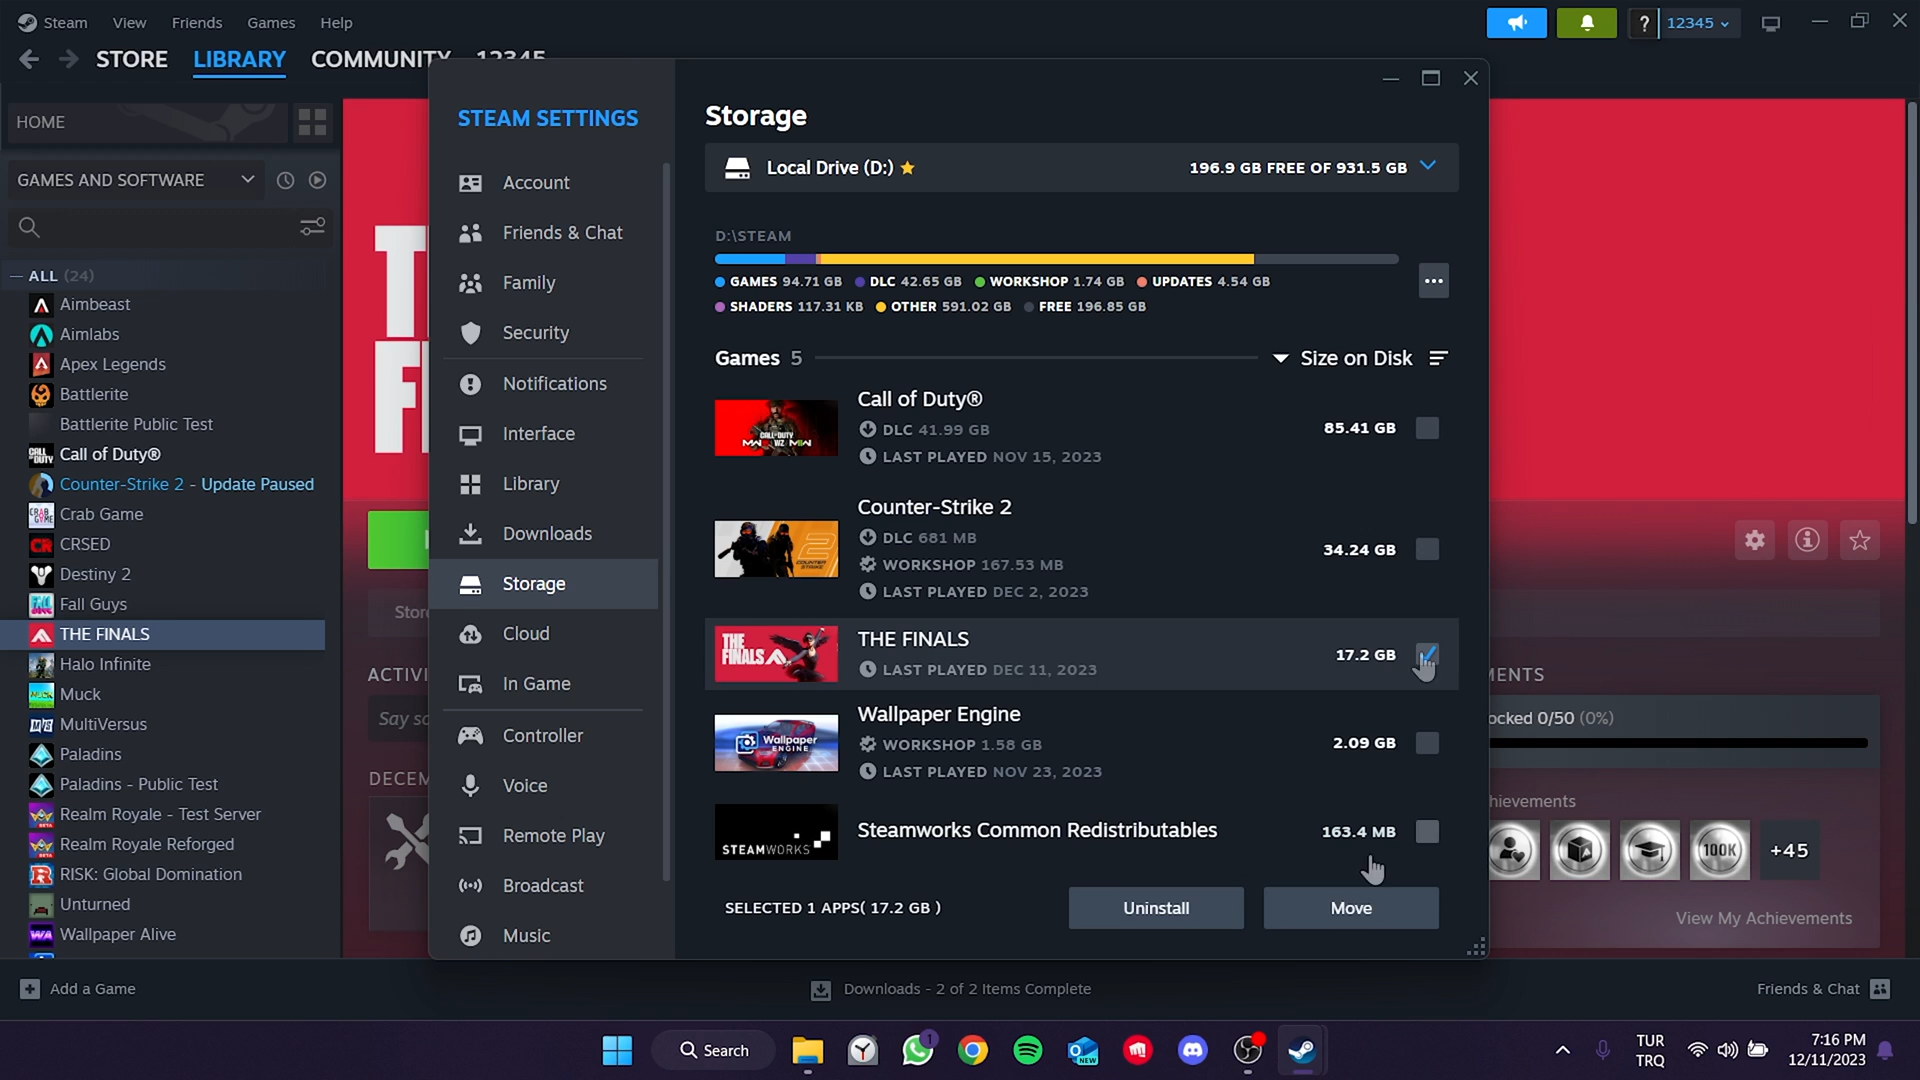 Steam View Friends Games Help
? 12345
STORE LIBRARY COMMUNITY 12345
HOME
GAMES AND SOFTWARE
— ALL (24)
Aimbeast
Aimlabs
Apex Legends
Battlerite
Battlerite Public Test
Call of Duty®
Counter-Strike 2 - Update Paused
Crab Game
CRSED
Destiny 2
Fall Guys
THE FINALS
Halo Infinite
Muck
MultiVersus
Paladins
Paladins - Public Test
Realm Royale - Test Server
Realm Royale Reforged
RISK: Global Domination
Unturned
Wallpaper Alive
STEAM SETTINGS
Account
Friends & Chat
Family
Security
Notifications
Interface
Library
Downloads
Storage
Cloud
In Game
Controller
Voice
Remote Play
Broadcast
Music
Storage
Local Drive (D:) 196.9 GB FREE OF 931.5 GB
D:\STEAM
GAMES 94.71 GB DLC 42.65 GB WORKSHOP 1.74 GB UPDATES 4.54 GB
SHADERS 117.31 KB OTHER 591.02 GB FREE 196.85 GB
Games 5 Size on Disk
Call of Duty®
DLC 41.99 GB 85.41 GB
LAST PLAYED NOV 15, 2023
Counter-Strike 2
DLC 681 MB 34.24 GB
WORKSHOP 167.53 MB
LAST PLAYED DEC 2, 2023
THE FINALS
THE FINALS 17.2 GB
LAST PLAYED DEC 11, 2023
Wallpaper Engine
Wallpaper Engine
WORKSHOP 1.58 GB 2.09 GB
LAST PLAYED NOV 23, 2023
STEAMWORKS
Steamworks Common Redistributables 163.4 MB
SELECTED 1 APPS( 17.2 GB ) Uninstall Move
Store
ACTIVI
Say so
DECEM
MENTS
ocked 0/50 (0%)
hievements
100K +45
View My Achievements
Add a Game Downloads - 2 of 2 Items Complete Friends & Chat
Search
1
NEW
TUR
TRQ
7:16 PM
12/11/2023